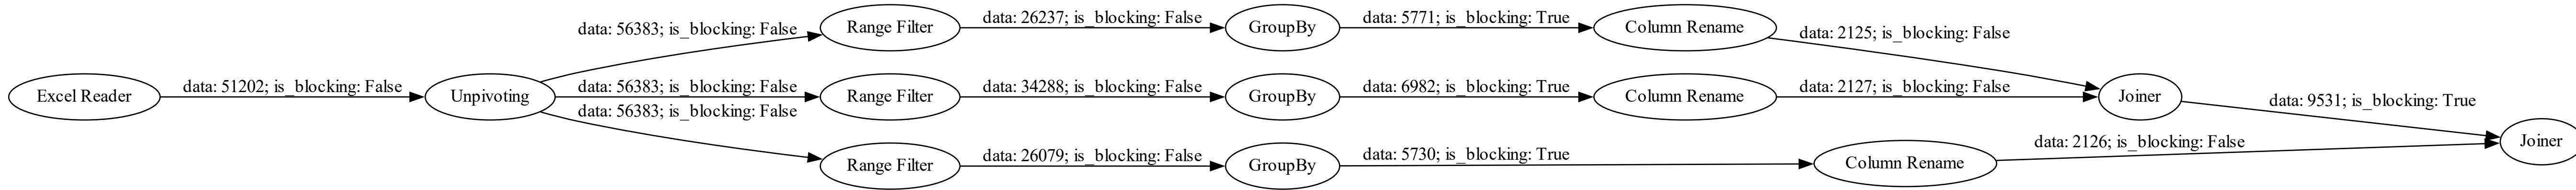 data: 56383; is_blocking: False
Range Filter
data: 26237; is_blocking: False
GroupBy
data: 5771; is_blocking: True
Column Rename
data: 2125; is_blocking: False
Excel Reader
data: 51202; is_blocking: False
Unpivoting
data: 56383; is_blocking: False
Range Filter
data: 34288; is_blocking: False
GroupBy
data: 6982; is_blocking: True
Column Rename
data: 2127; is_blocking: False
Joiner
data: 9531; is_blocking: True
data: 56383; is_blocking: False
Range Filter
data: 26079; is_blocking: False
GroupBy
data: 5730; is_blocking: True
Column Rename
data: 2126; is_blocking: False
Joiner